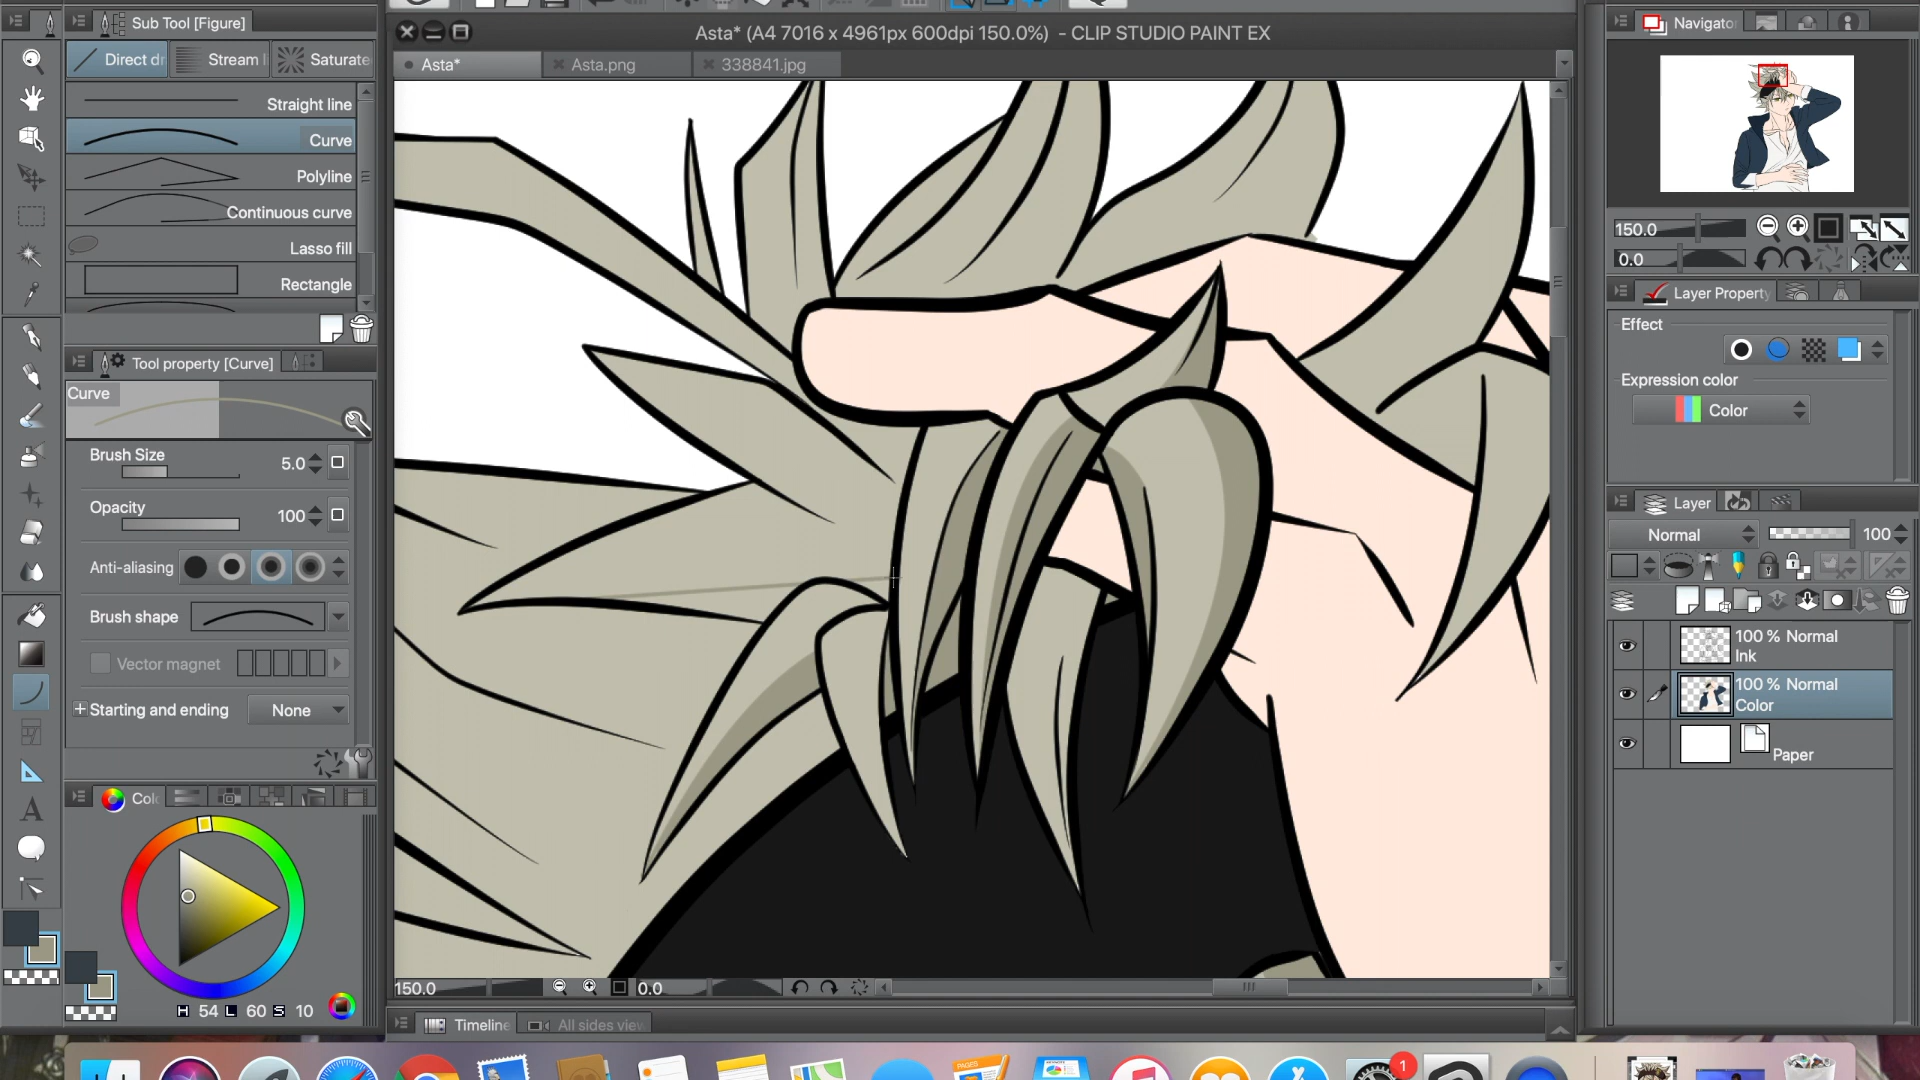 Sub Tool [Figure]
Asta* (A4 7016 x 4961px 600dpi 150.0%) - CLIP STUDIO PAINT EX
Navigator
Direct dr
Stream l
Saturate
Asta*
Asta.png
338841.jpg
Straight line
Curve
Polyline
Continuous curve
Lasso fill
Rectangle
150.0
0.0
Layer Property
Effect
Expression color
Color
Tool property [Curve]
Curve
Brush Size
5.0
Opacity
100
Anti-aliasing
Brush shape
Vector magnet
Starting and ending
None
Layer
Normal
100
100 % Normal
Ink
100 % Normal
Color
Paper
Colo
H 54 L 60 S 10
150.0
0.0
Timeline
All sides view
A
1